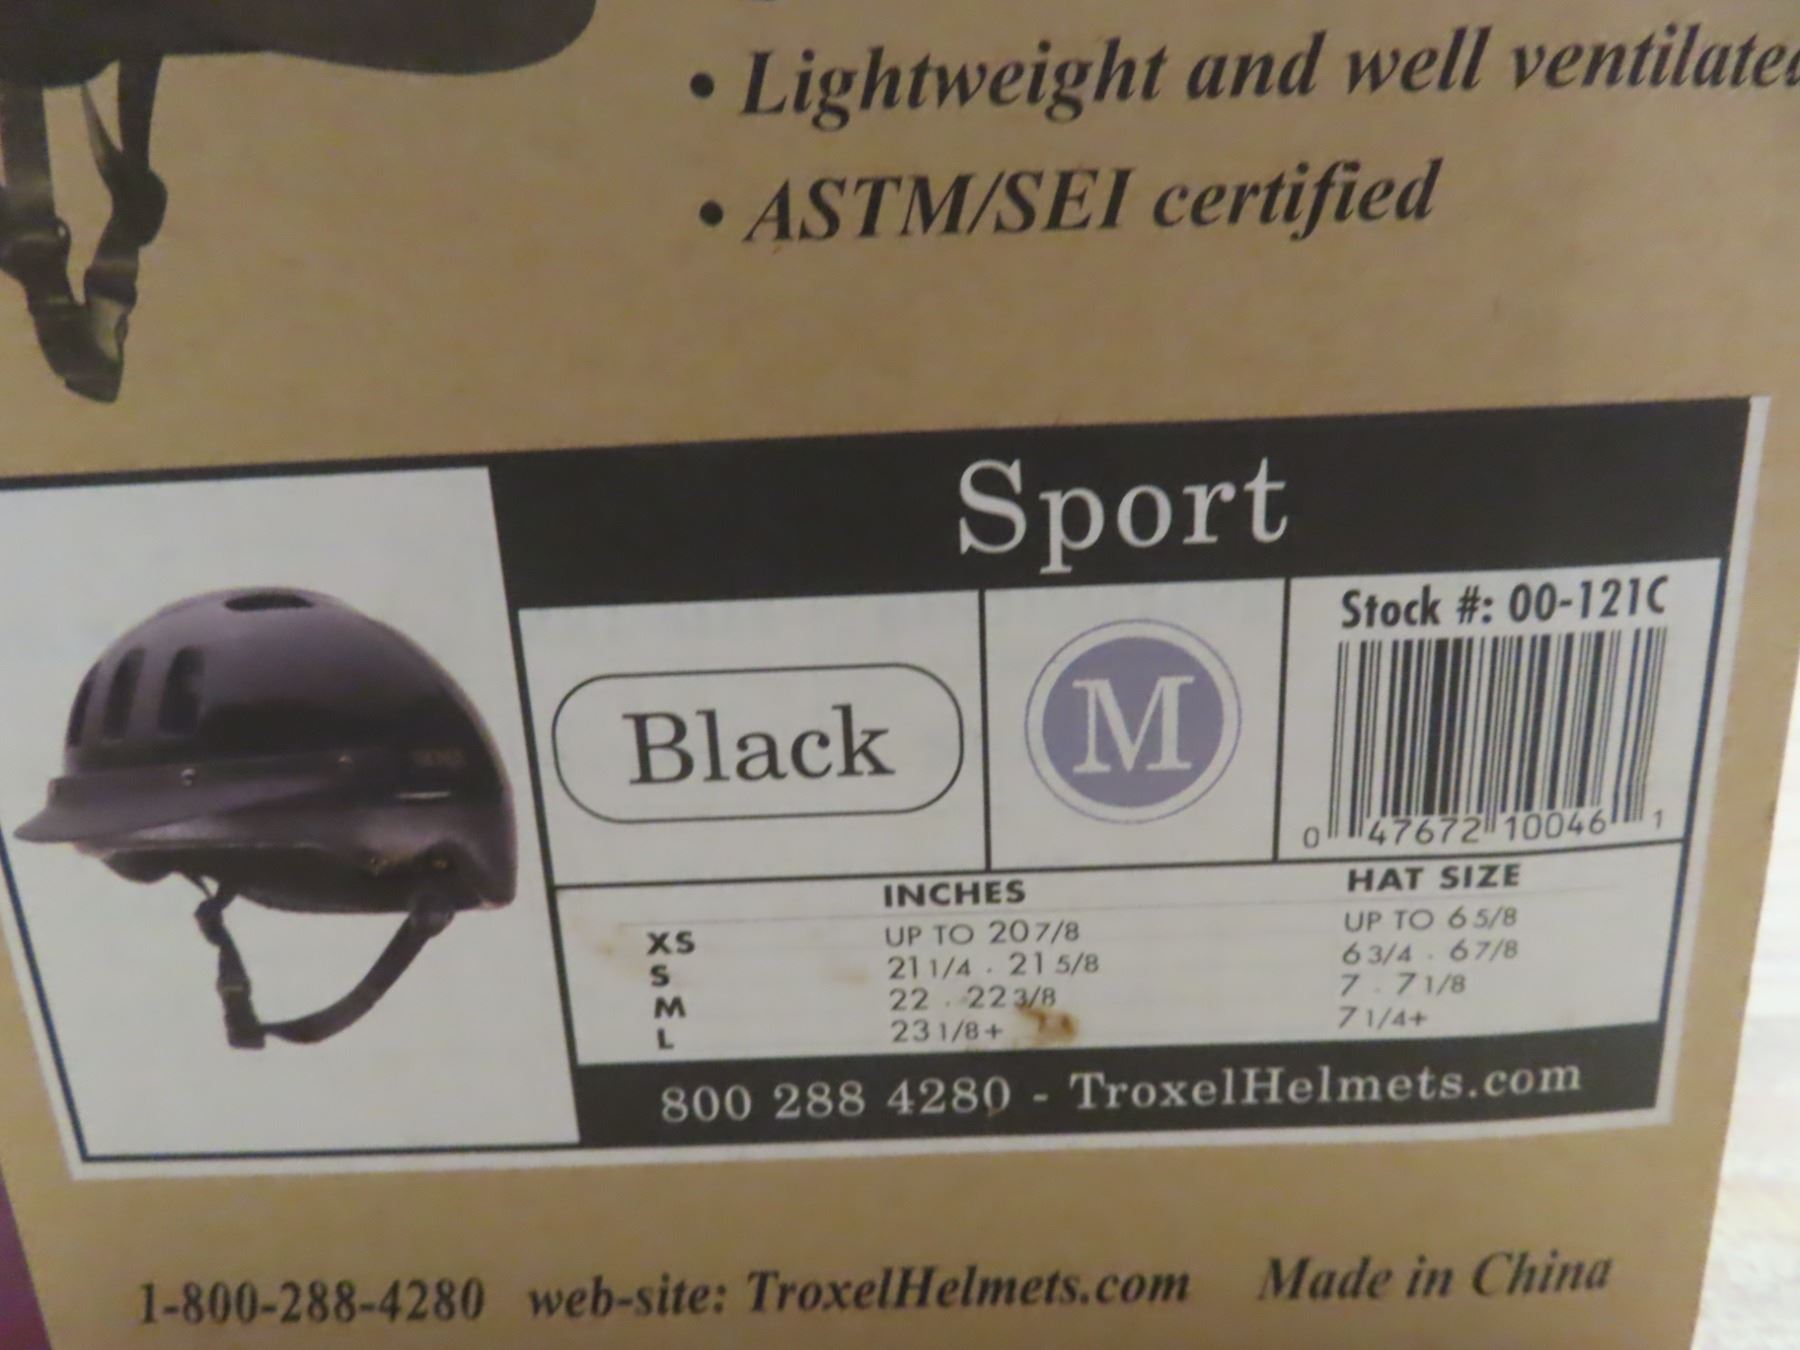 • Lightweight and well ventilated
• ASTM/SEI certified
Sport
Black
M
Stock #: 00-121C
0 47672 10046 1
INCHES HAT SIZE
XS UP TO 20 7/8 UP TO 6 5/8
S 21 1/4 - 21 5/8 6 3/4 - 6 7/8
M 22 - 22 3/8 7 - 7 1/8
L 23 1/8+ 7 1/4+
800 288 4280 - TroxelHelmets.com
1-800-288-4280 web-site: TroxelHelmets.com Made in China